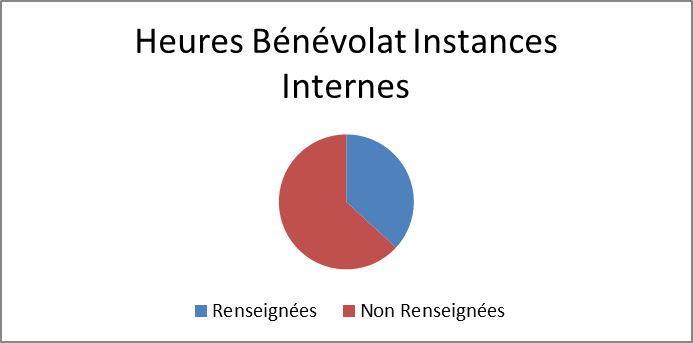 Heures Bénévolat Instances
Internes
Renseignées
Non Renseignées